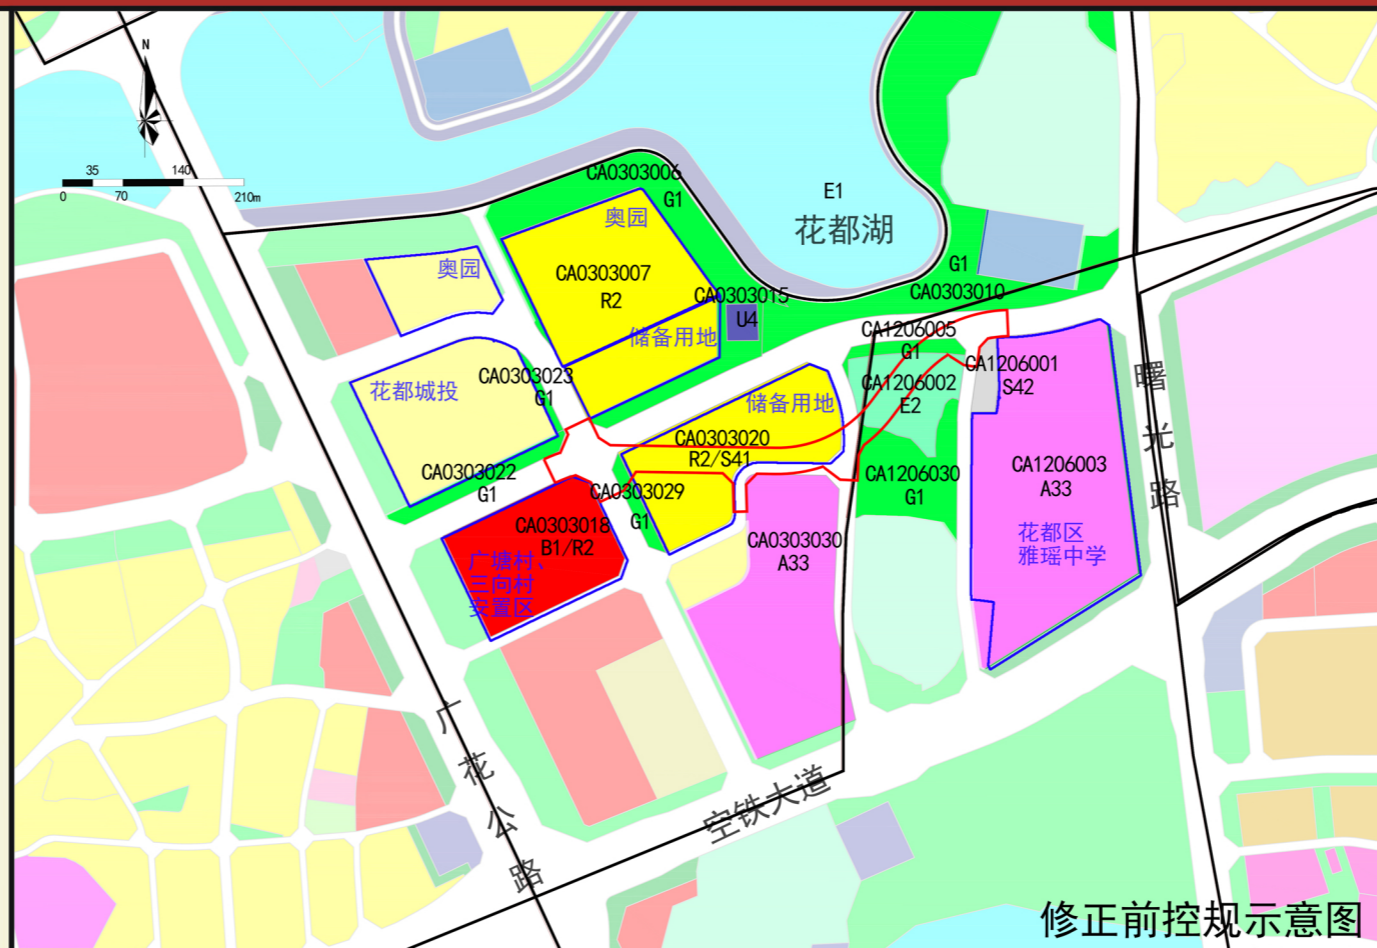 N
35
140
0
70
210m
CA0303006
G1
奥园
E1
花都湖
奥园
CA0303007
R2
G1
CA0303010
CA0303015
U4
储备用地
CA1206005
G1
CA1206001
S42
CA1206002
E2
CA0303023
G1
花都城投
储备用地
CA0303020
R2/S41
CA0303022
G1
CA0303029
G1
CA1206030
G1
CA1206003
A33
花都区
雅瑶中学
曙光路
CA0303018
B1/R2
广塘村、
三向村
安置区
CA0303030
A33
广花公路
空铁大道
修正前控规示意图